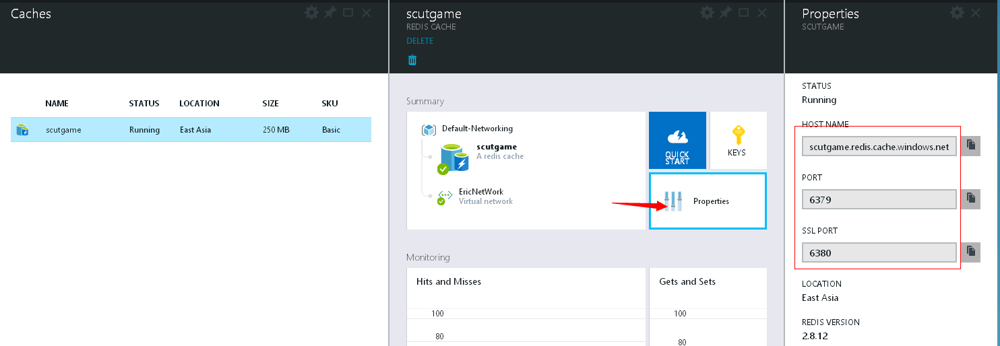 Caches
NAME STATUS LOCATION SIZE SKU
scutgame Running East Asia 250 MB Basic
scutgame
REDIS CACHE
DELETE
Summary
Default-Networking
scutgame
A redis cache
EricNetWork
Virtual network
QUICK
START
KEYS
Properties
Monitoring
Hits and Misses
100
80
Gets and Sets
100
80
Properties
SCUTGAME
STATUS
Running
HOST NAME
scutgame.redis.cache.windows.net
PORT
6379
SSL PORT
6380
LOCATION
East Asia
REDIS VERSION
2.8.12